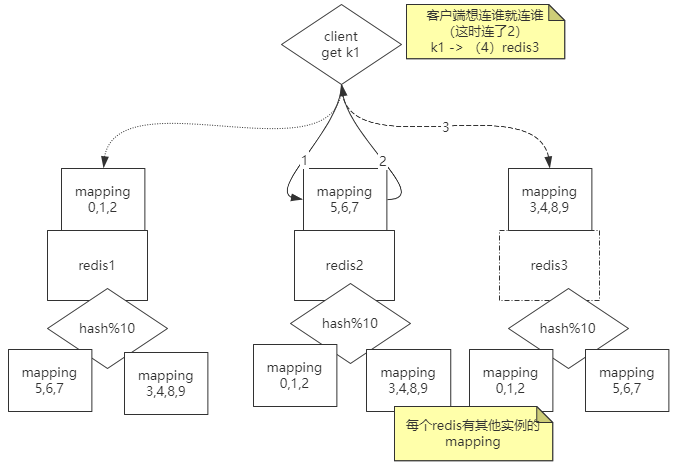 client
get k1
客户端想连谁就连谁
（这时连了2）
k1 -> （4）redis3
3
1
2
mapping
0,1,2
mapping
5,6,7
mapping
3,4,8,9
redis1
redis2
redis3
hash%10
hash%10
hash%10
mapping
5,6,7
mapping
3,4,8,9
mapping
0,1,2
mapping
3,4,8,9
mapping
0,1,2
mapping
5,6,7
每个redis有其他实例的
mapping